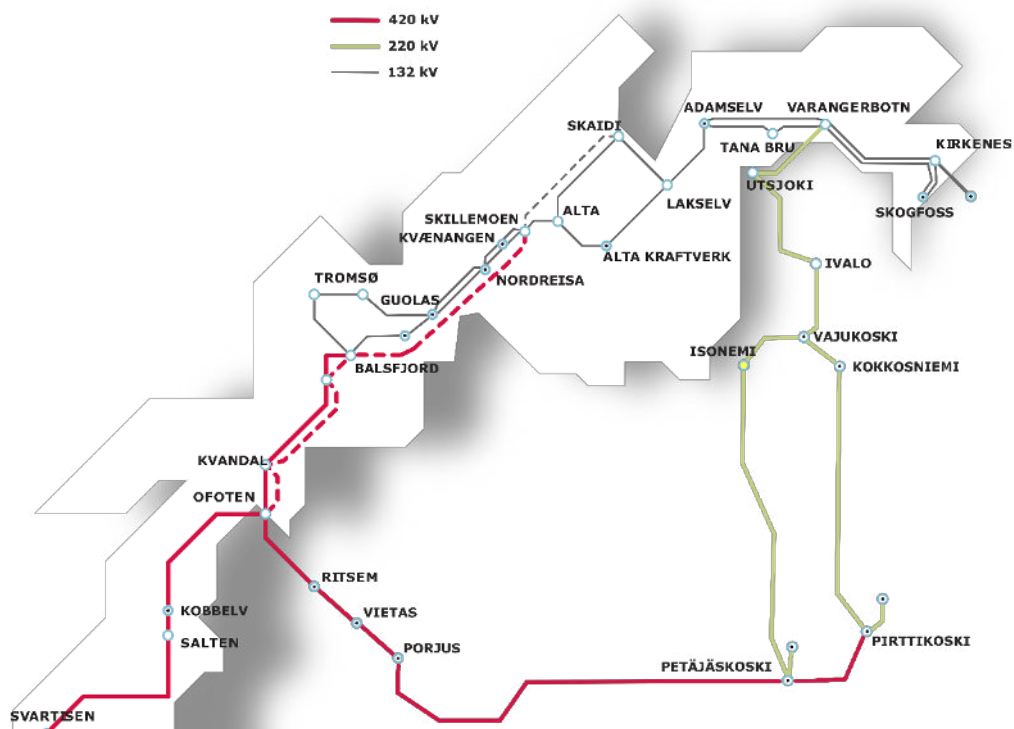 420 kV
220 kV
132 kV
ADAMSELV
VARANGERBOTN
SKAIDI
TANA BRU
KIRKENES
UTSJOKI
LAKSELV
SKOGFOSS
SKILLEMOEN
ALTA
KVÆNANGEN
ALTA KRAFTVERK
IVALO
TROMSØ
NORDREISA
GUOLAS
VAJUKOSKI
ISONEMI
BALSFJORD
KOKKOSNIEMI
KVANDAL
OFOTEN
RITSEM
KOBBELV
VIETAS
SALTEN
PORJUS
PIRTTIKOSKI
PETÄJÄSKOSKI
SVARTISEN